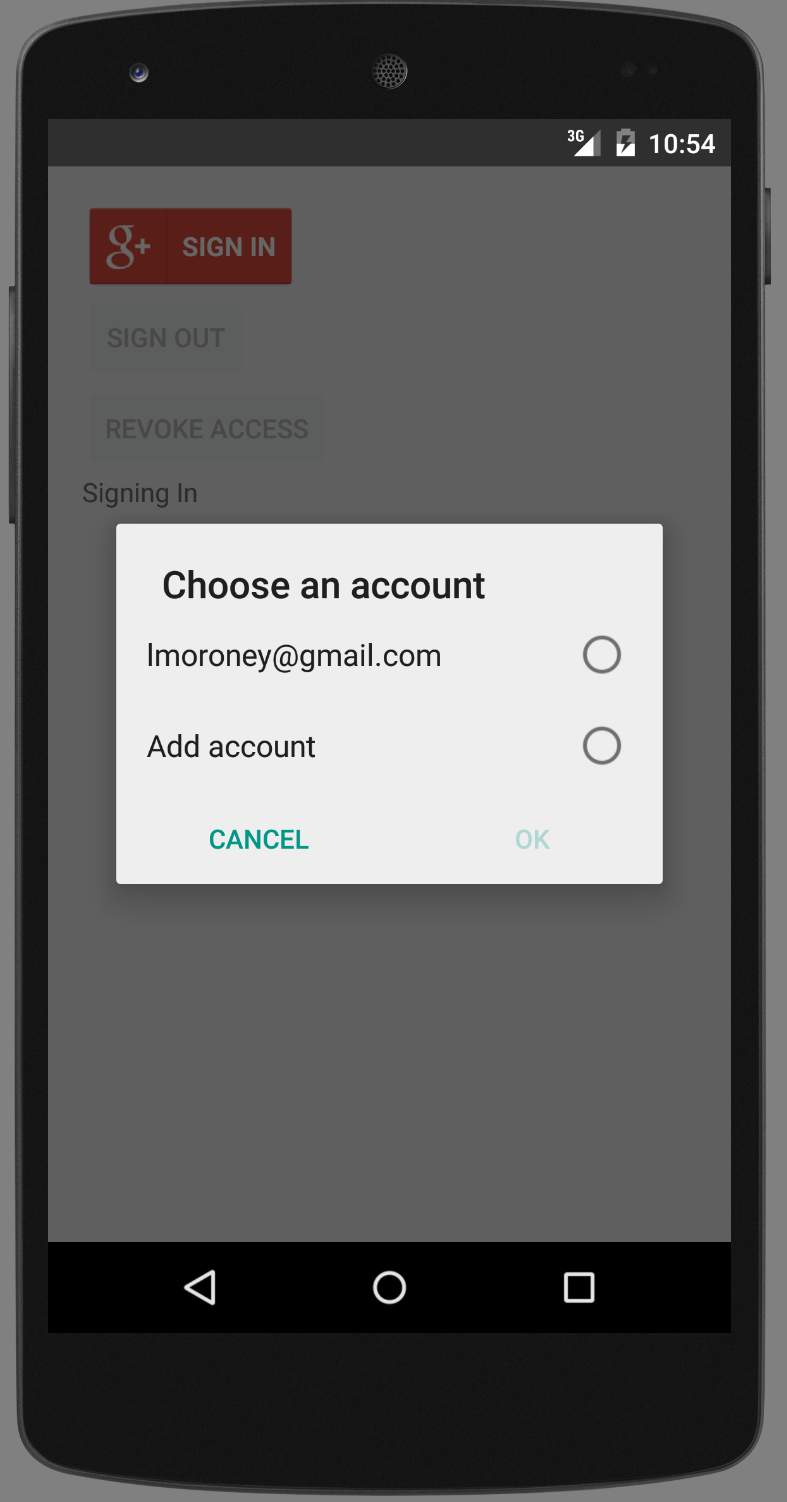 3G 10:54
g+ SIGN IN
SIGN OUT
REVOKE ACCESS
Signing In
Choose an account
lmoroney@gmail.com
Add account
CANCEL OK